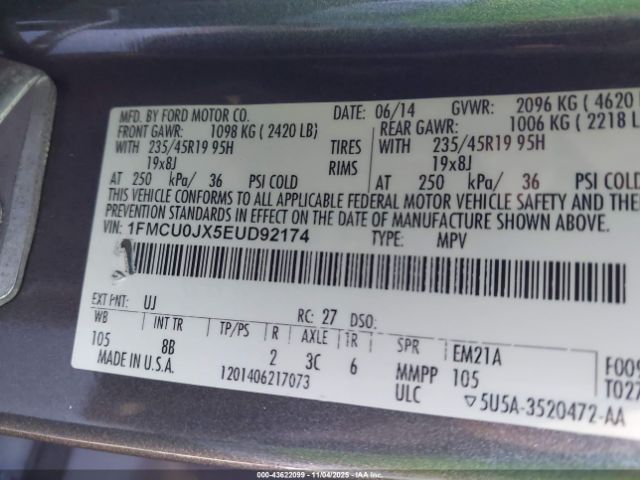 MFD. BY FORD MOTOR CO. DATE: 06/14 GVWR: 2096 KG ( 4620
FRONT GAWR: 1098 KG ( 2420 LB) REAR GAWR: 1006 KG ( 2218 L
WITH 235/45R19 95H TIRES WITH 235/45R19 95H
19x8J RIMS 19x8J
AT 250 kPa/ 36 PSI COLD AT 250 kPa/ 36 PSI COLD
THIS VEHICLE CONFORMS TO ALL APPLICABLE FEDERAL MOTOR VEHICLE SAFETY AND THEF
PREVENTION STANDARDS IN EFFECT ON THE DATE OF MANUFACTURE SHOWN ABOVE.
VIN: 1FMCU0JX5EUD92174 TYPE: MPV
EXT PNT: UJ RC: 27 DSO:
WB INT TR TP/PS R AXLE TR SPR EM21A
105 8B 2 3C 6 MMPP 105 F009
MADE IN U.S.A. 1201406217073 ULC T027
▽5U5A-3520472-AA
000-43622099 - 11/04/2025 - IAAI.com